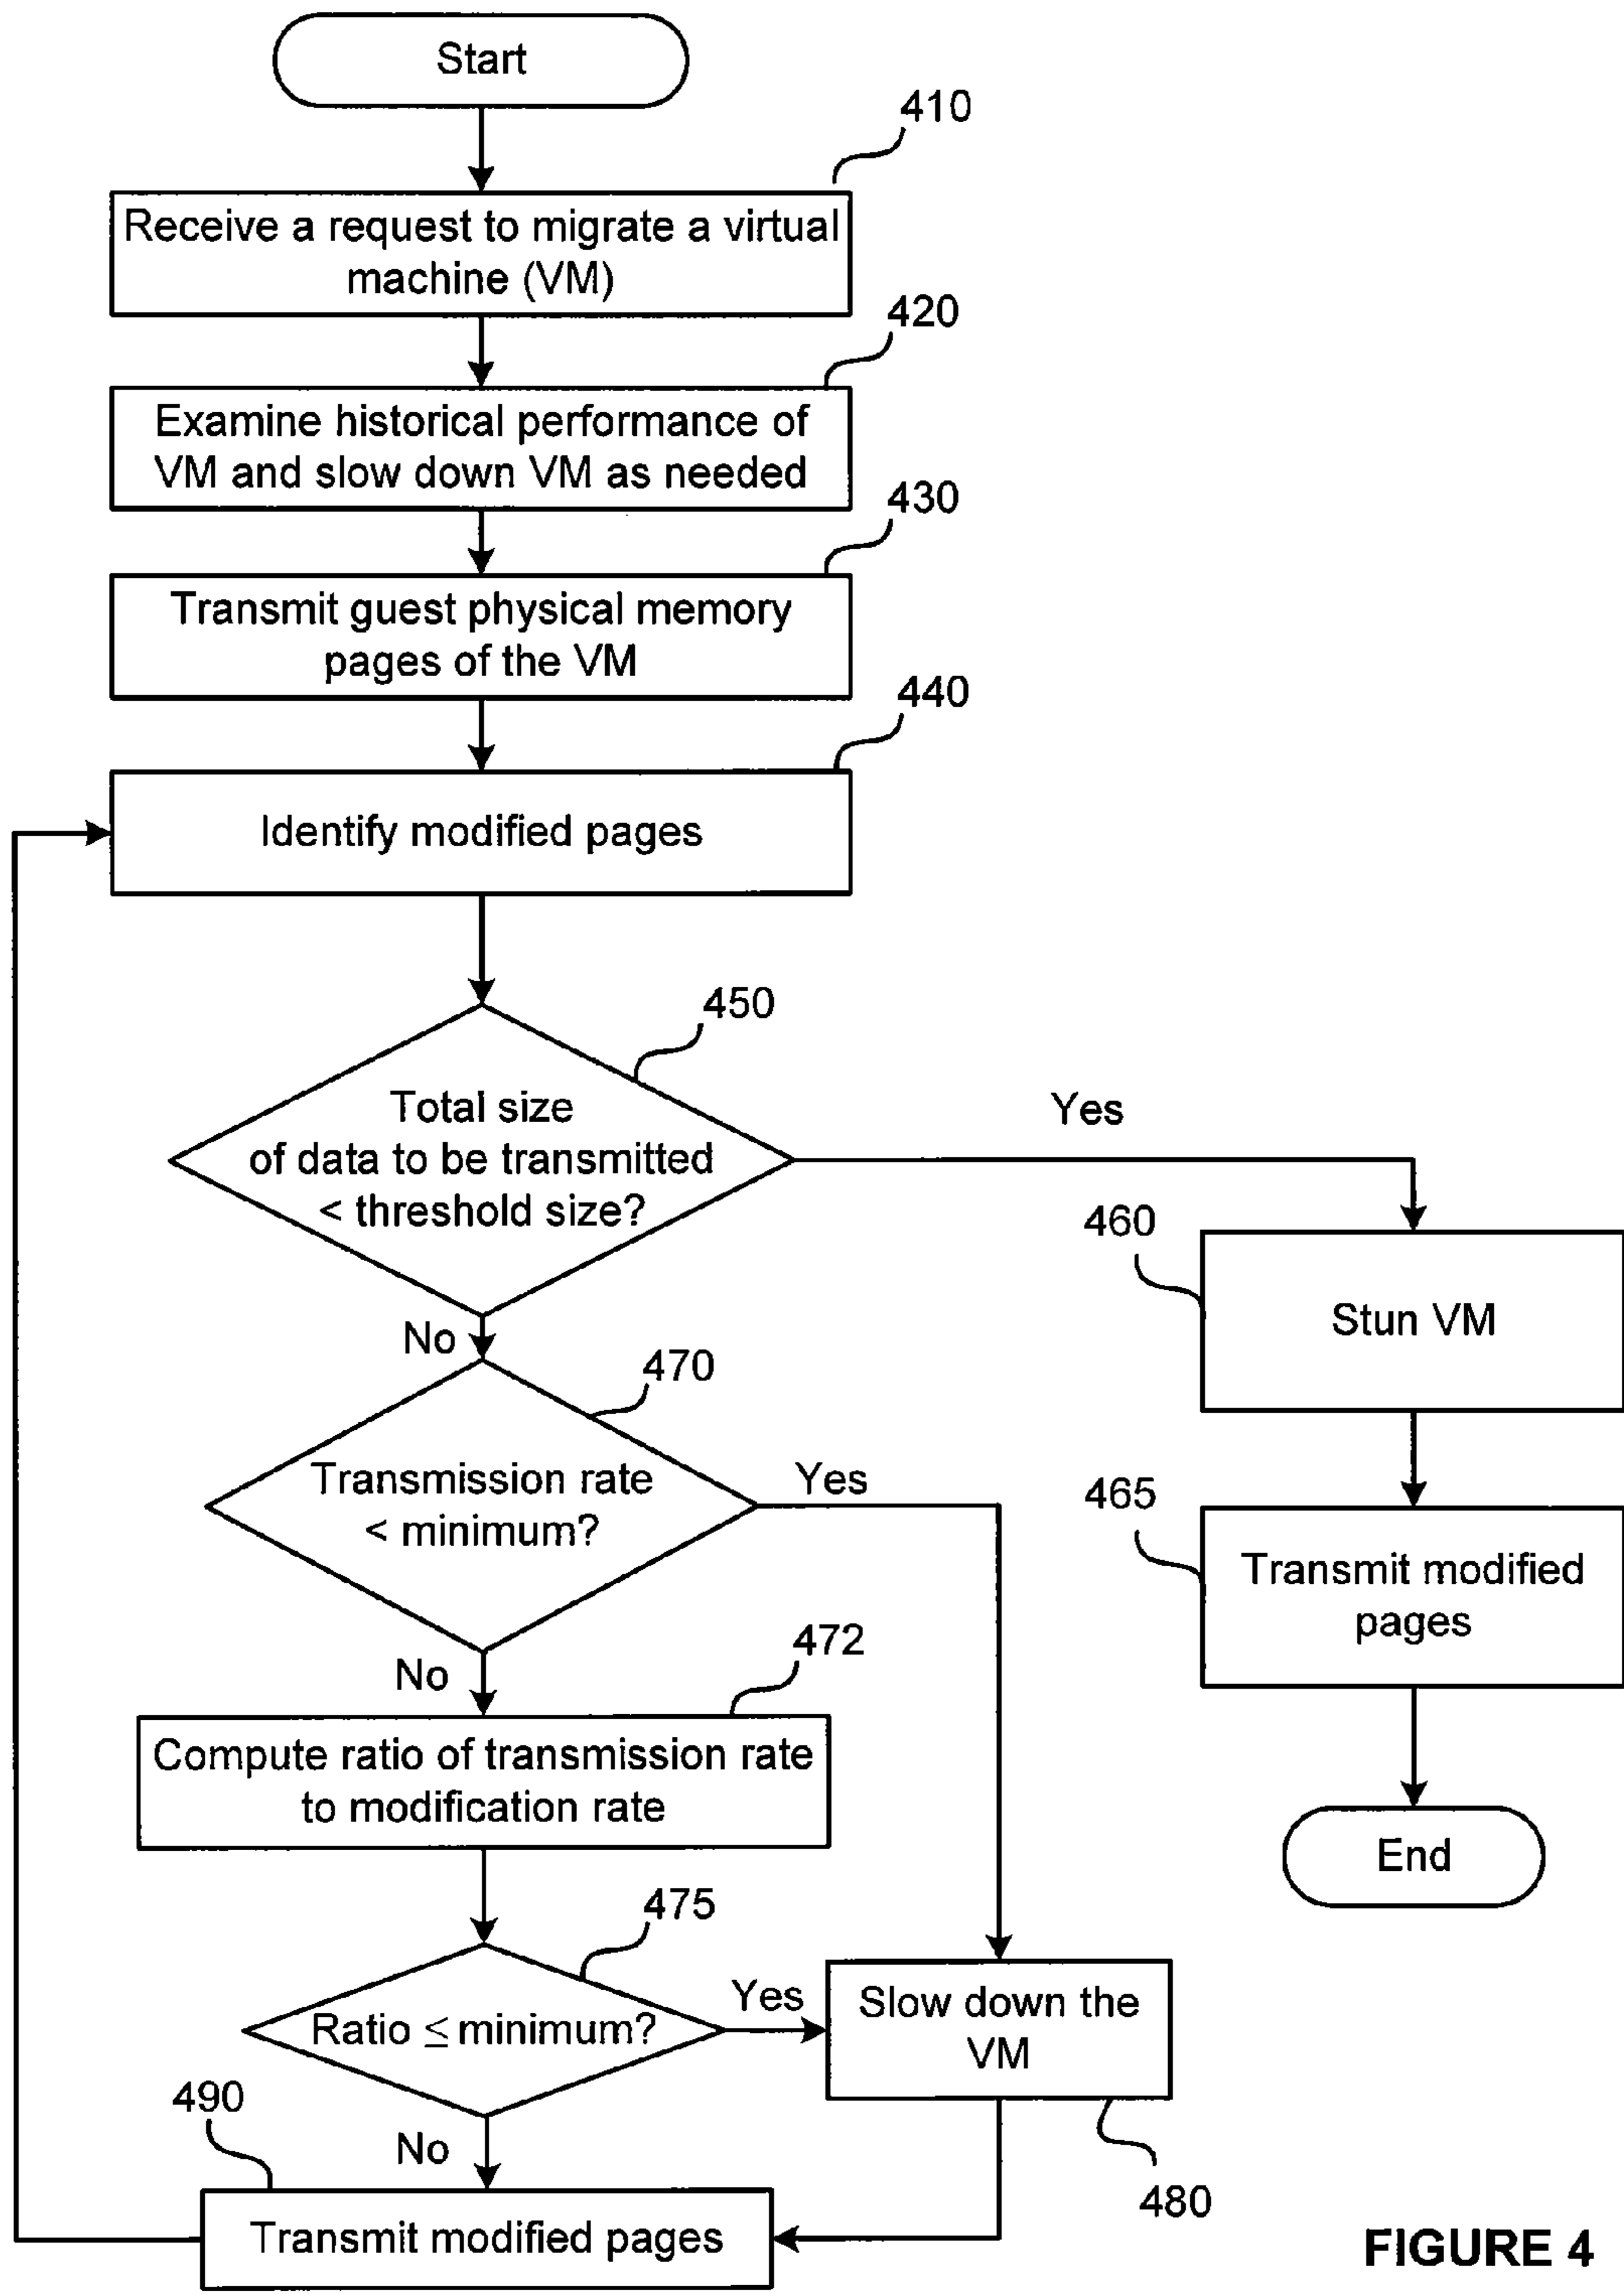 Start
410
Receive a request to migrate a virtual
machine (VM)
420
Examine historical performance of
VM and slow down VM as needed
430
Transmit guest physical memory
pages of the VM
440
Identify modified pages
450
Total size
of data to be transmitted
< threshold size?
Yes
460
Stun VM
No
470
Transmission rate
< minimum?
Yes
465
Transmit modified
pages
No
472
Compute ratio of transmission rate
to modification rate
End
475
Ratio ≤ minimum?
Yes
Slow down the
VM
480
No
490
Transmit modified pages
FIGURE 4